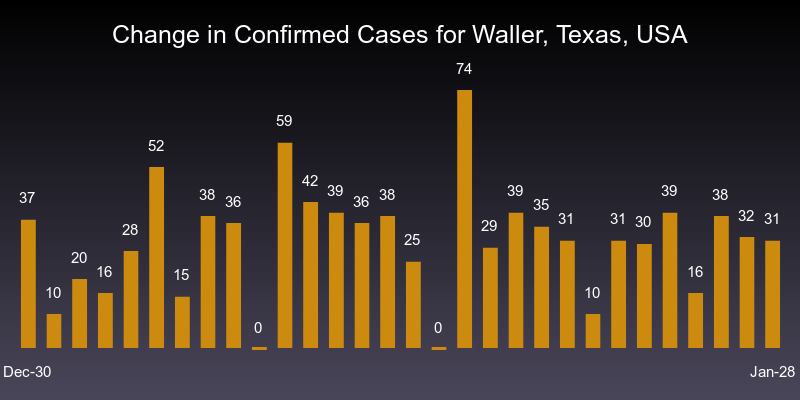 Change in Confirmed Cases for Waller, Texas, USA
37 10 20 16 28 52 15 38 36 0 59 42 39 36 38 25 0 74 29 39 35 31 10 31 30 39 16 38 32 31
Dec-30 Jan-28